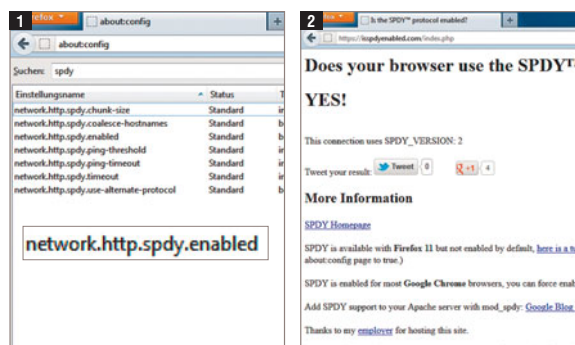 1
refox
about:config
+
about:config
Suchen: spdy
Einstellungsname Status T
network.http.spdy.chunk-size Standard in
network.http.spdy.coalesce-hostnames Standard b
network.http.spdy.enabled Standard b
network.http.spdy.ping-threshold Standard in
network.http.spdy.ping-timeout Standard in
network.http.spdy.timeout Standard in
network.http.spdy.use-alternate-protocol Standard b
network.http.spdy.enabled
2
Is the SPDY™ protocol enabled?
+
https://isspdyenabled.com/index.php
Does your browser use the SPDY™
YES!
This connection uses SPDY_VERSION: 2
Tweet your result: Tweet 0 +1 4
More Information
SPDY Homepage
SPDY is available with Firefox 11 but not enabled by default, here is a tu
about:config page to true.)
SPDY is enabled for most Google Chrome browsers, you can force enab
Add SPDY support to your Apache server with mod_spdy: Google Blog
Thanks to my employer for hosting this site.